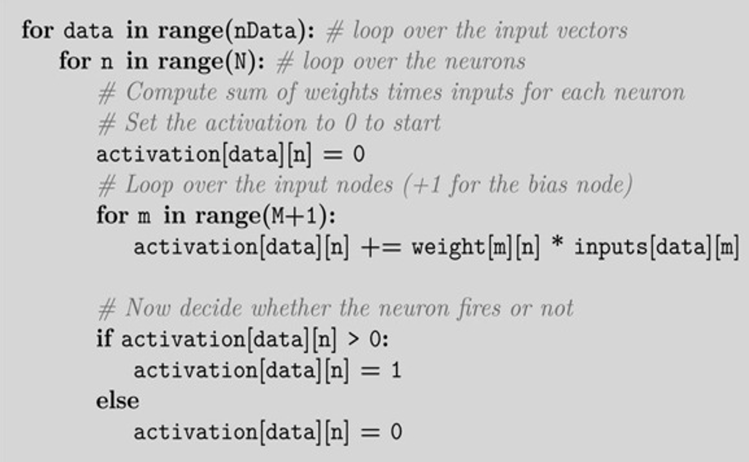 for data in range(nData): # loop over the input vectors
for n in range(N): # loop over the neurons
# Compute sum of weights times inputs for each neuron
# Set the activation to 0 to start
activation[data][n] = 0
# Loop over the input nodes (+1 for the bias node)
for m in range(M+1):
activation[data][n] += weight[m][n] * inputs[data][m]
# Now decide whether the neuron fires or not
if activation[data][n] > 0:
activation[data][n] = 1
else
activation[data][n] = 0